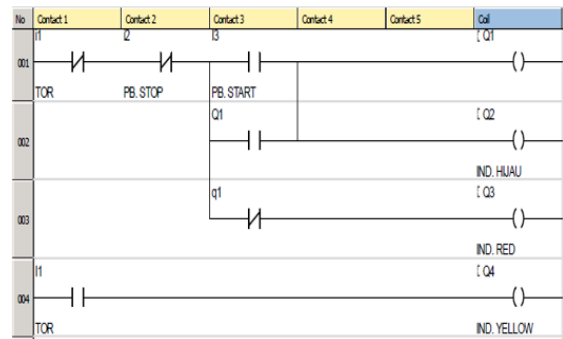 No Contact 1 Contact 2 Contact 3 Contact 4 Contact 5 Coil
i1 i2 I3 [ Q1
001
TOR PB. STOP PB. START
Q1 [ Q2
002
IND. HIJAU
q1 [ Q3
003
IND. RED
I1 [ Q4
004
TOR IND. YELLOW